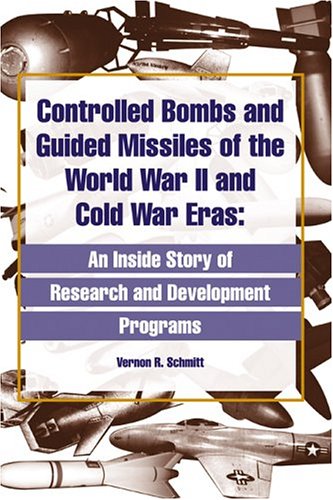 Controlled Bombs and
Guided Missiles of the
World War II and
Cold War Eras:
An Inside Story of
Research and Development
Programs
Vernon R. Schmitt